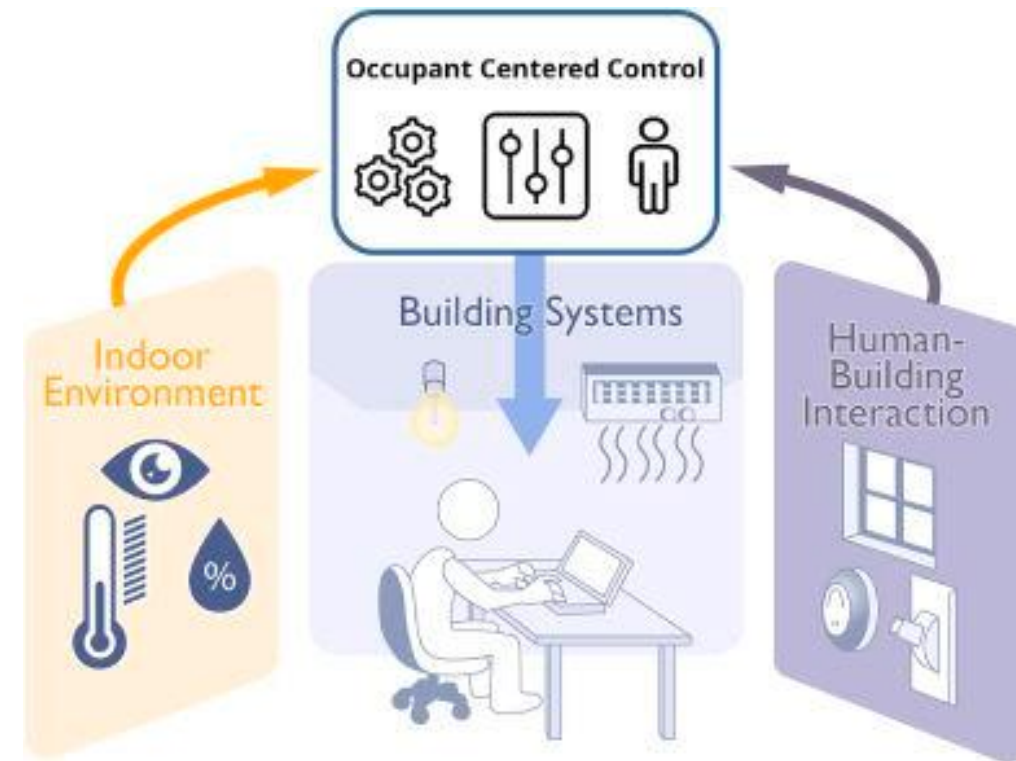 Occupant Centered Control
Building Systems
Indoor
Environment
%
Human-
Building
Interaction